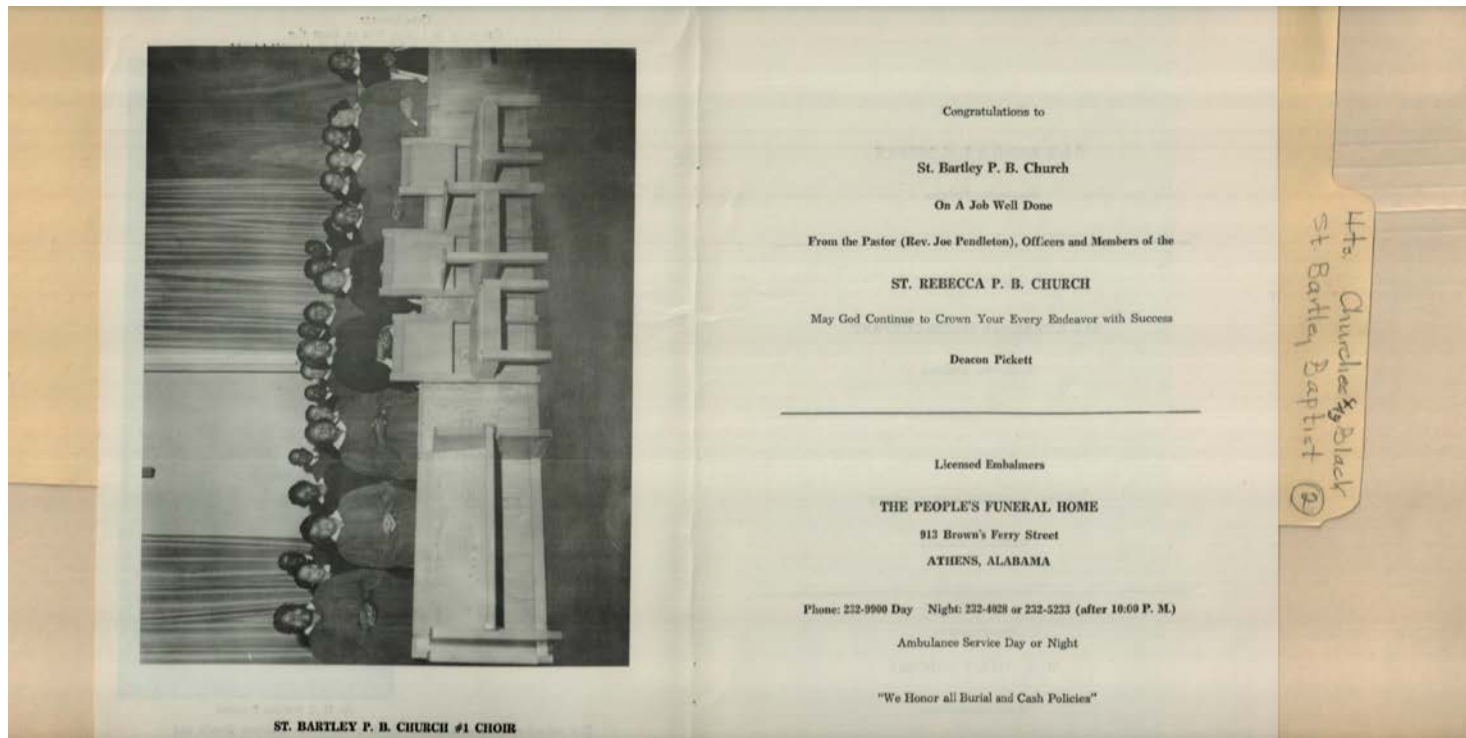 ST. BARTLEY P. B. CHURCH #1 CHOIR
Congratulations to
St. Bartley P. B. Church
On A Job Well Done
From the Pastor (Rev. Joe Pendleton), Officers and Members of the
ST. REBECCA P. B. CHURCH
May God Continue to Crown Your Every Endeavor with Success
Deacon Pickett
Licensed Embalmers
THE PEOPLE'S FUNERAL HOME
913 Brown's Ferry Street
ATHENS, ALABAMA
Phone: 232-9900 Day Night: 232-4028 or 232-5233 (after 10:00 P. M.)
Ambulance Service Day or Night
"We Honor all Burial and Cash Policies"
Churches Black
St. Bartley Baptist 2